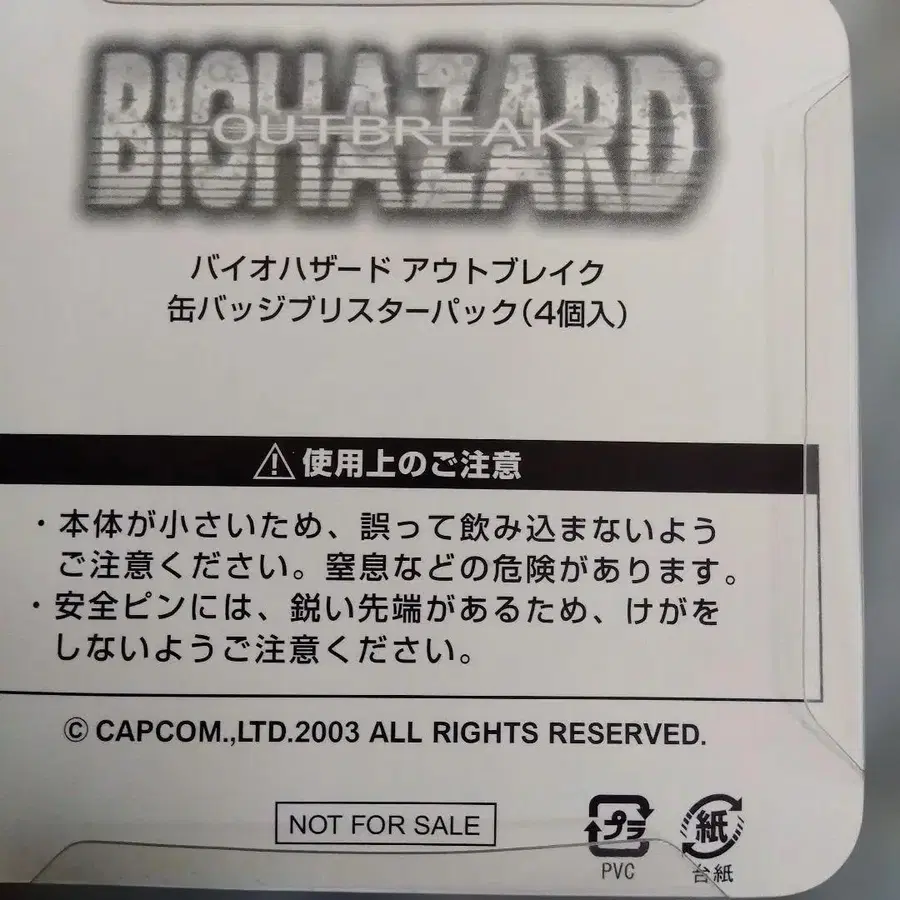 BIOHAZARD®
OUTBREAK
バイオハザード アウトブレイク
缶バッジブリスターパック(4個入)
⚠使用上のご注意
・本体が小さいため、誤って飲み込まないよう
ご注意ください。窒息などの危険があります。
・安全ピンには、鋭い先端があるため、けがを
しないようご注意ください。
© CAPCOM.,LTD.2003 ALL RIGHTS RESERVED.
NOT FOR SALE
プラ 紙
PVC 台紙